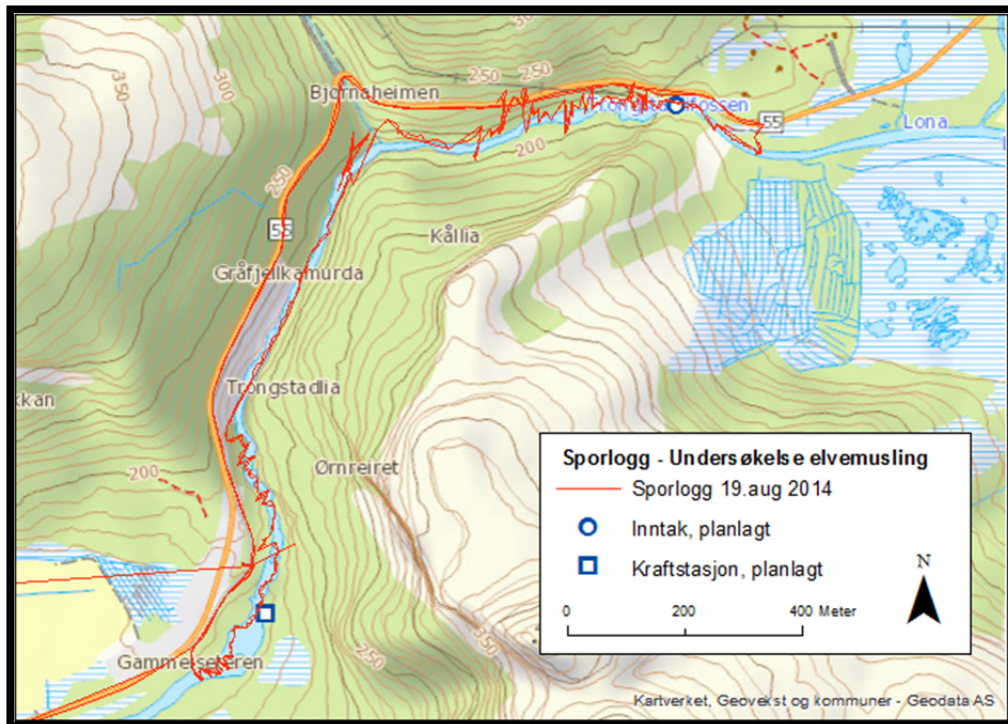 350
300
250
250
Bjørnaheimen
55
Lona
200
Kållia
250
55
Gråfjellkamurda
Trongstadlia
kkan
Ørnreiret
200
Gammelseteren
250
350
Sporlogg - Undersøkelse elvemusling
Sporlogg 19.aug 2014
Inntak, planlagt
Kraftstasjon, planlagt
N
0 200 400 Meter
Kartverket, Geovekst og kommuner - Geodata AS